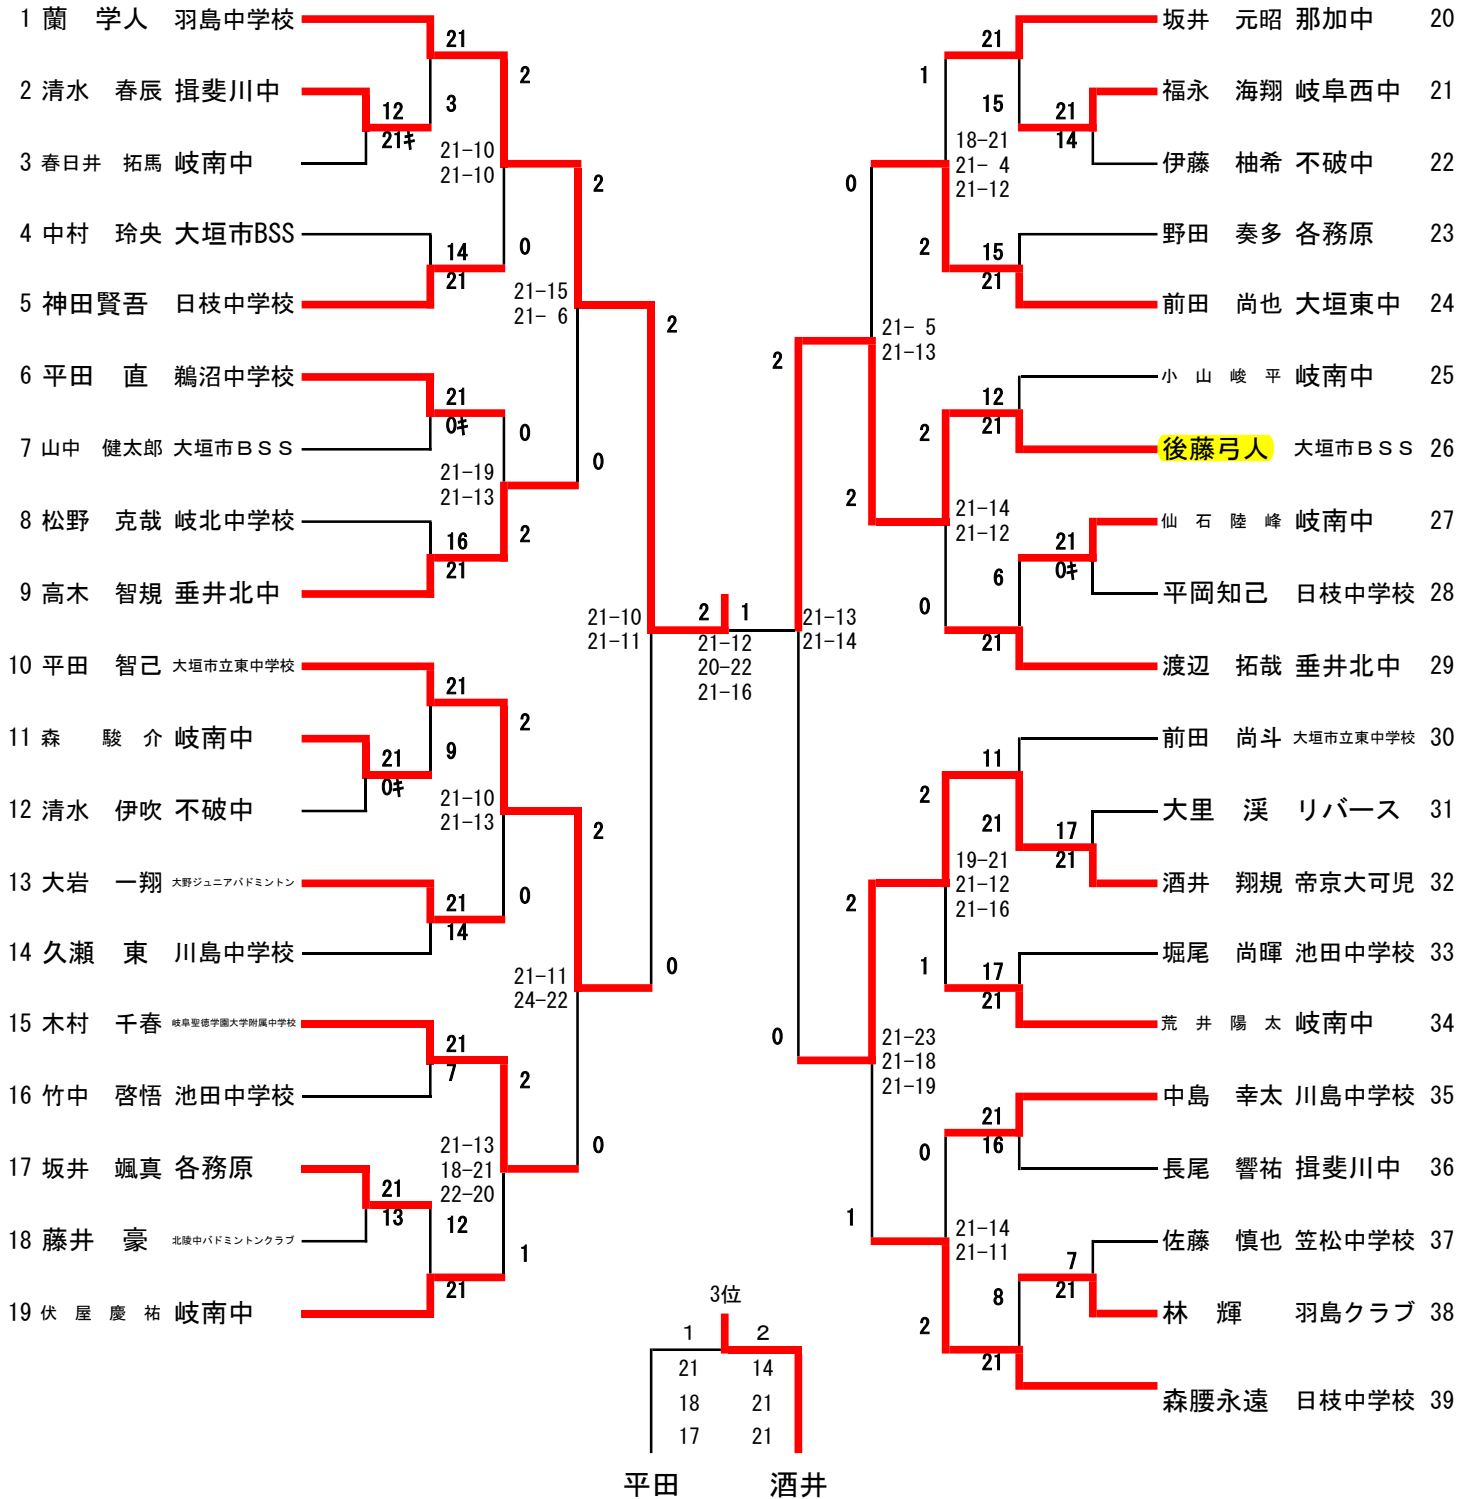 1 蘭　学人 羽島中学校
2 清水　春辰 揖斐川中
3 春日井　拓馬 岐南中
4 中村　玲央 大垣市BSS
5 神田賢吾 日枝中学校
6 平田　直 鵜沼中学校
7 山中　健太郎 大垣市ＢＳＳ
8 松野　克哉 岐北中学校
9 高木　智規 垂井北中
10 平田　智己 大垣市立東中学校
11 森　駿介 岐南中
12 清水　伊吹 不破中
13 大岩　一翔 大野ジュニアバドミントン
14 久瀬　東 川島中学校
15 木村　千春 岐阜聖徳学園大学附属中学校
16 竹中　啓悟 池田中学校
17 坂井　颯真 各務原
18 藤井　豪 北陵中バドミントンクラブ
19 伏屋慶祐 岐南中
21
3
12
21キ
14
21
21
0キ
16
21
21
9
21
0キ
21
14
21
7
21
13
12
21
2
21-10
21-10
0
0
21-19
21-13
2
2
21-10
21-13
0
2
21-13
18-21
22-20
1
2
21-15
21- 6
0
2
21-11
24-22
0
2
21-10
21-11
0
2 1
21-12
20-22
21-16
2
21-13
21-14
0
0
21- 5
21-13
2
2
21-23
21-18
21-19
1
1
18-21
21- 4
21-12
2
2
21-14
21-12
0
2
19-21
21-12
21-16
1
0
21-14
21-11
2
21
15
21
14
15
21
12
21
21
0キ
6
21
11
21
17
21
17
21
21
16
7
21
8
21
坂井　元昭 那加中 20
福永　海翔 岐阜西中 21
伊藤　柚希 不破中 22
野田　奏多 各務原 23
前田　尚也 大垣東中 24
小山峻平 岐南中 25
後藤弓人 大垣市ＢＳＳ 26
仙石陸峰 岐南中 27
平岡知己 日枝中学校 28
渡辺　拓哉 垂井北中 29
前田　尚斗 大垣市立東中学校 30
大里　渓 リバース 31
酒井　翔規 帝京大可児 32
堀尾　尚暉 池田中学校 33
荒井陽太 岐南中 34
中島　幸太 川島中学校 35
長尾　響祐 揖斐川中 36
佐藤　慎也 笠松中学校 37
林　輝 羽島クラブ 38
森腰永遠 日枝中学校 39
3位
1 2
21 14
18 21
17 21
平田 酒井